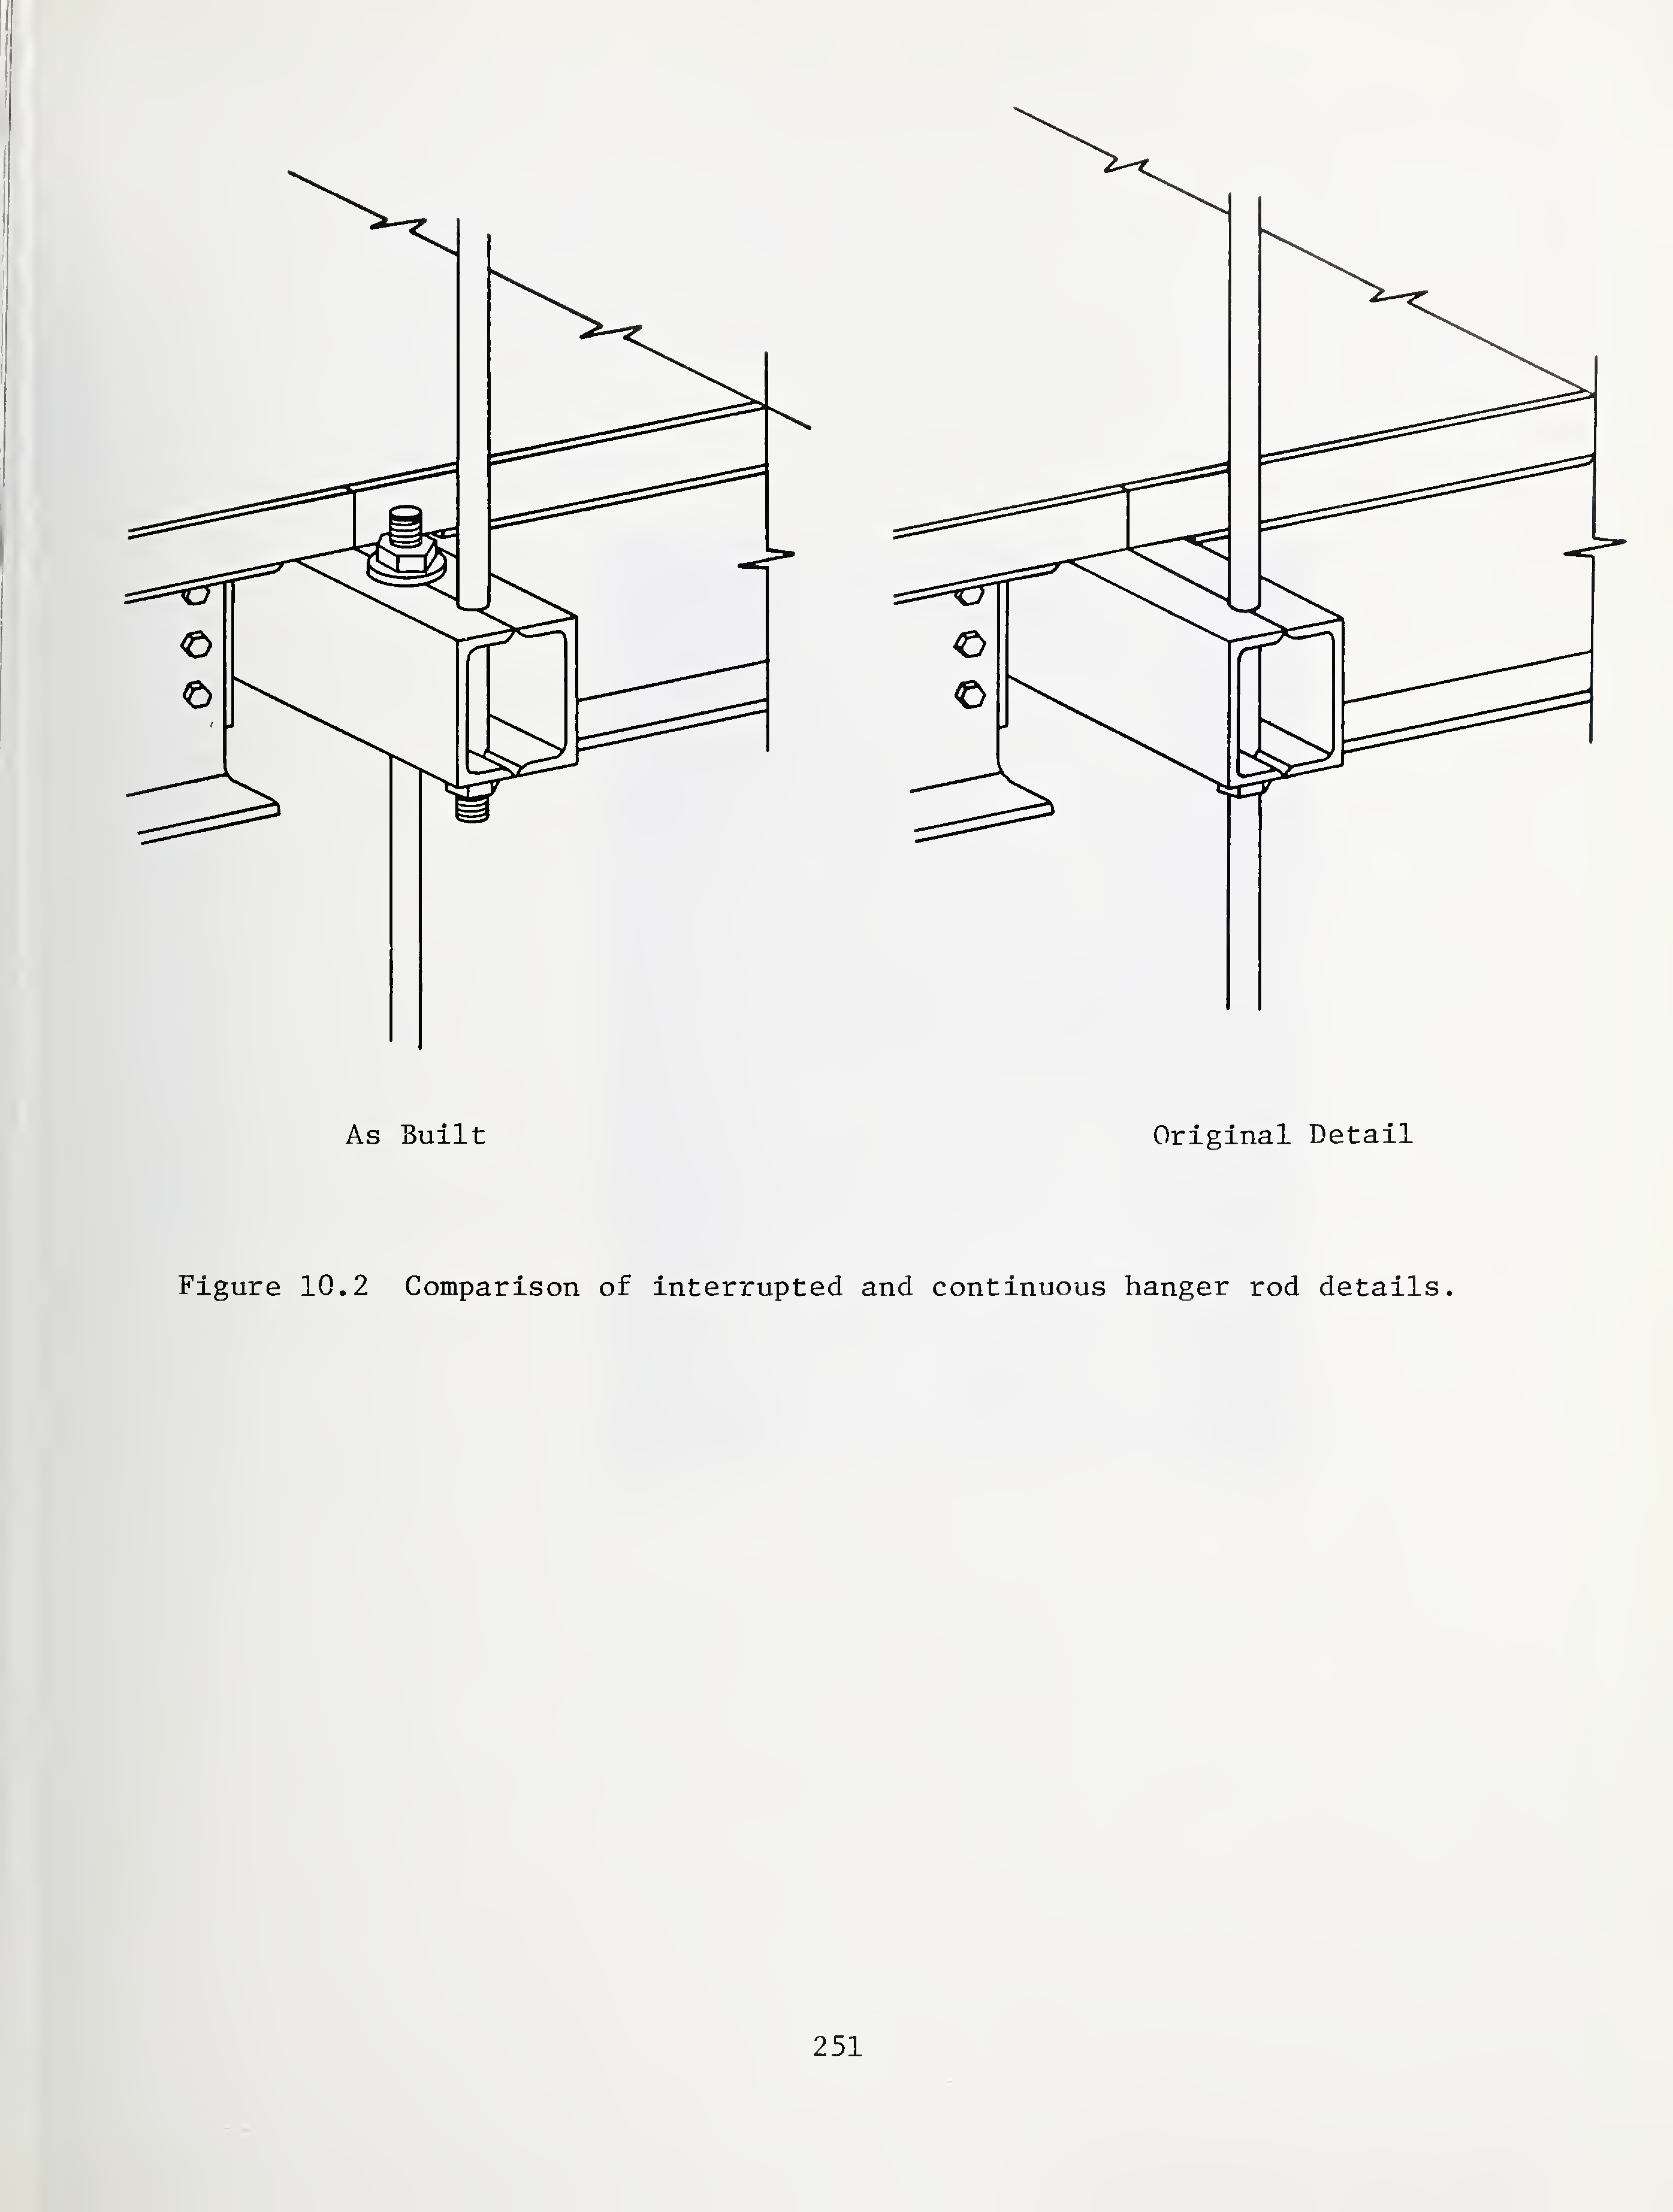 As Built
Original Detail
Figure 10.2 Comparison of interrupted and continuous hanger rod details.
251